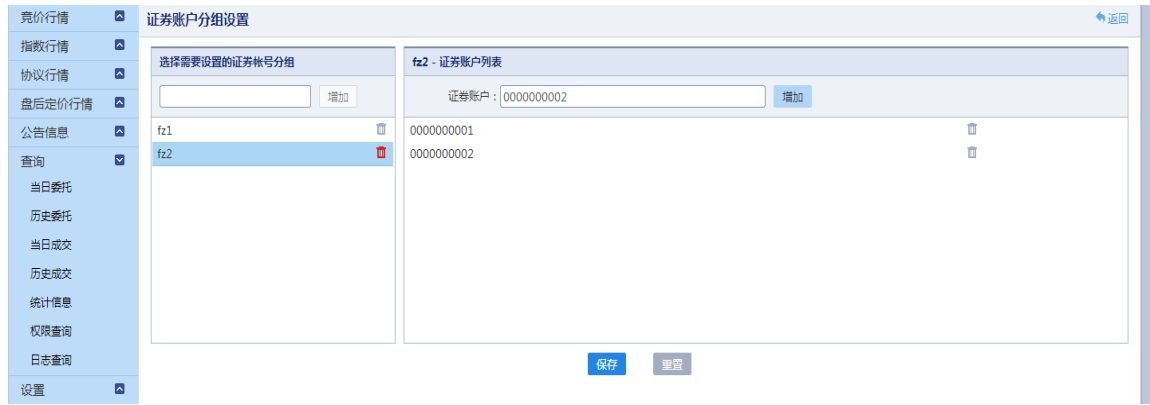 竞价行情
指数行情
协议行情
盘后定价行情
公告信息
查询
当日委托
历史委托
当日成交
历史成交
统计信息
权限查询
日志查询
设置
证券账户分组设置
返回
选择需要设置的证券帐号分组
增加
fz1
fz2
fz2 - 证券账户列表
证券账户：0000000002 增加
0000000001
0000000002
保存 重置